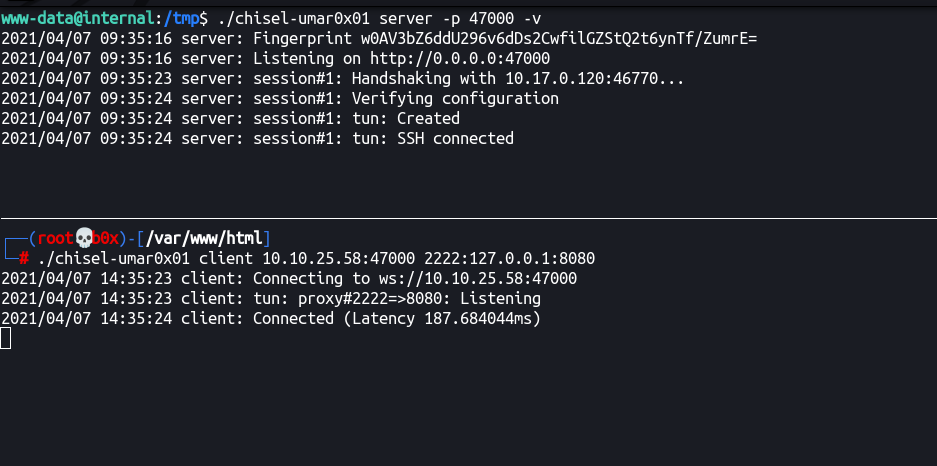 www-data@internal:/tmp$ ./chisel-umar0x01 server -p 47000 -v
2021/04/07 09:35:16 server: Fingerprint w0AV3bZ6ddU296v6dDs2CwfilGZStQ2t6ynTf/ZumrE=
2021/04/07 09:35:16 server: Listening on http://0.0.0.0:47000
2021/04/07 09:35:23 server: session#1: Handshaking with 10.17.0.120:46770...
2021/04/07 09:35:24 server: session#1: Verifying configuration
2021/04/07 09:35:24 server: session#1: tun: Created
2021/04/07 09:35:24 server: session#1: tun: SSH connected
┌──(root💀b0x)-[/var/www/html]
└─# ./chisel-umar0x01 client 10.10.25.58:47000 2222:127.0.0.1:8080
2021/04/07 14:35:23 client: Connecting to ws://10.10.25.58:47000
2021/04/07 14:35:23 client: tun: proxy#2222=>8080: Listening
2021/04/07 14:35:24 client: Connected (Latency 187.684044ms)